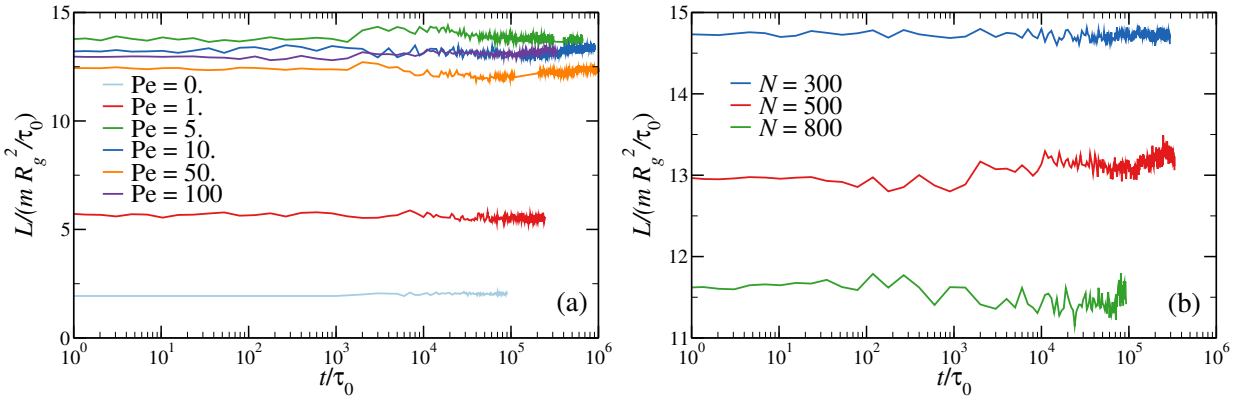 15
10
5
0
L/(m R_g^2/τ_0)
Pe = 0.
Pe = 1.
Pe = 5.
Pe = 10.
Pe = 50.
Pe = 100
(a)
10^0 10^1 10^2 10^3 10^4 10^5 10^6
t/τ_0
15
14
13
12
11
L/(m R_g^2/τ_0)
N = 300
N = 500
N = 800
(b)
10^0 10^1 10^2 10^3 10^4 10^5 10^6
t/τ_0